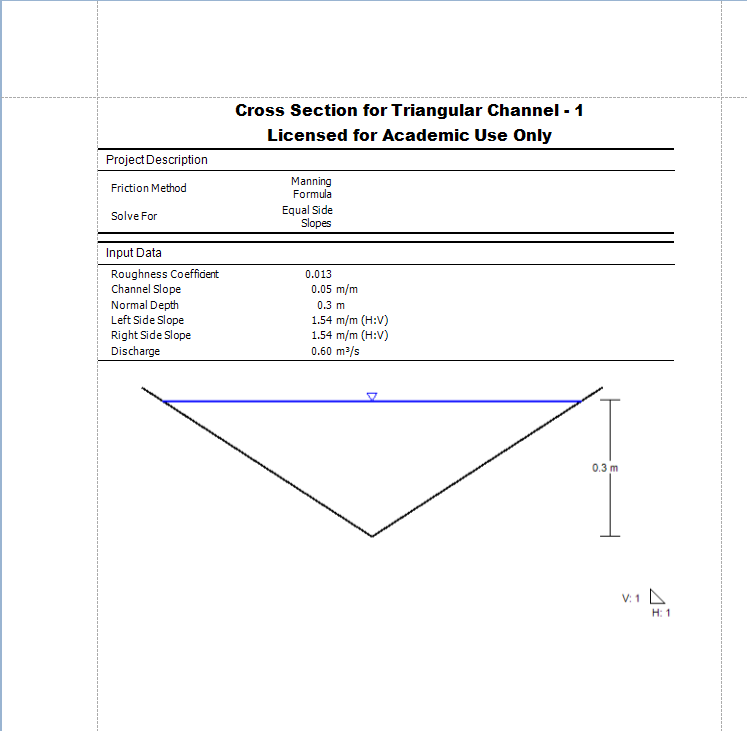 Cross Section for Triangular Channel - 1
Licensed for Academic Use Only
Project Description
Friction Method Manning
Formula
Solve For Equal Side
Slopes
Input Data
Roughness Coefficient 0.013
Channel Slope 0.05 m/m
Normal Depth 0.3 m
Left Side Slope 1.54 m/m (H:V)
Right Side Slope 1.54 m/m (H:V)
Discharge 0.60 m³/s
0.3 m
V: 1
H: 1